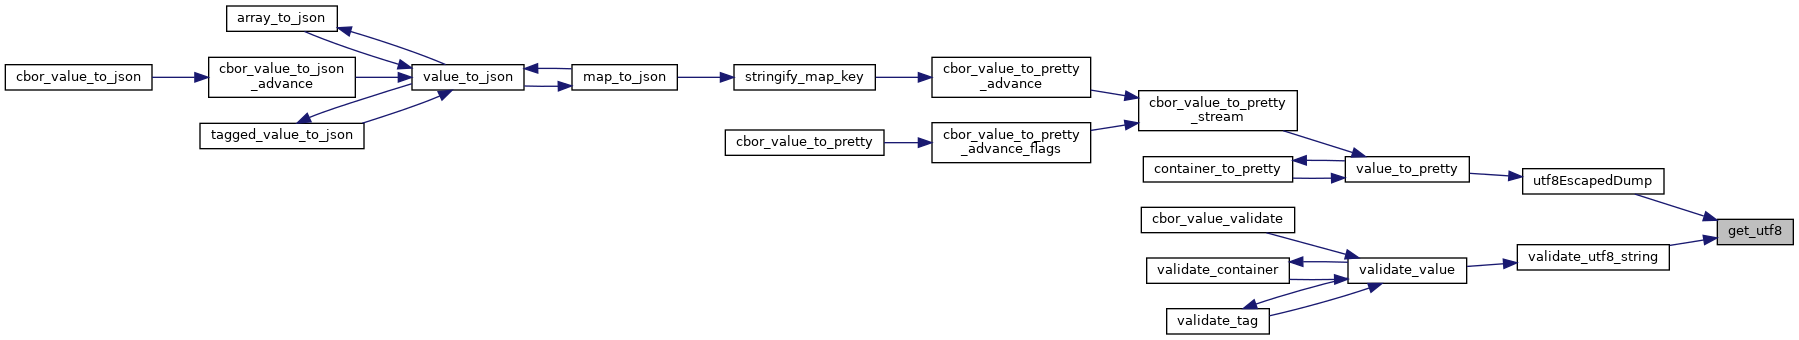 array_to_json
cbor_value_to_json
cbor_value_to_json
_advance
tagged_value_to_json
value_to_json
map_to_json
stringify_map_key
cbor_value_to_pretty
cbor_value_to_pretty
_advance
cbor_value_to_pretty
_advance_flags
cbor_value_to_pretty
_stream
container_to_pretty
value_to_pretty
cbor_value_validate
validate_container
validate_tag
validate_value
utf8EscapedDump
validate_utf8_string
get_utf8